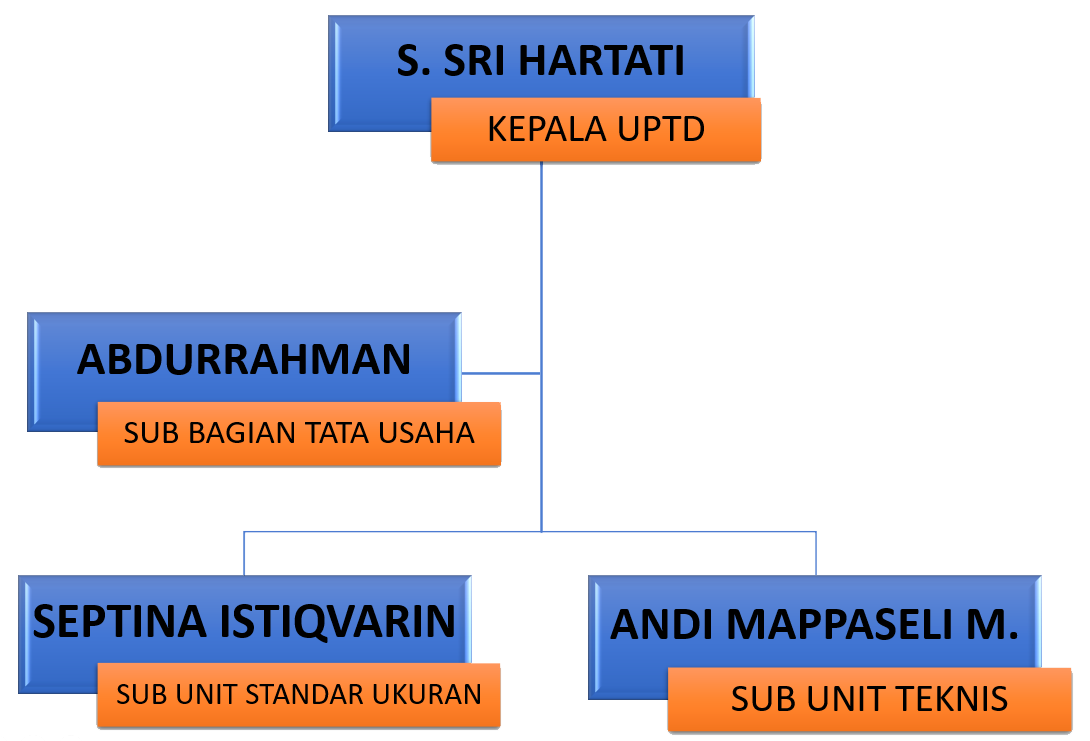 S. SRI HARTATI
KEPALA UPTD
ABDURRAHMAN
SUB BAGIAN TATA USAHA
SEPTINA ISTIQVARIN
SUB UNIT STANDAR UKURAN
ANDI MAPPASELI M.
SUB UNIT TEKNIS